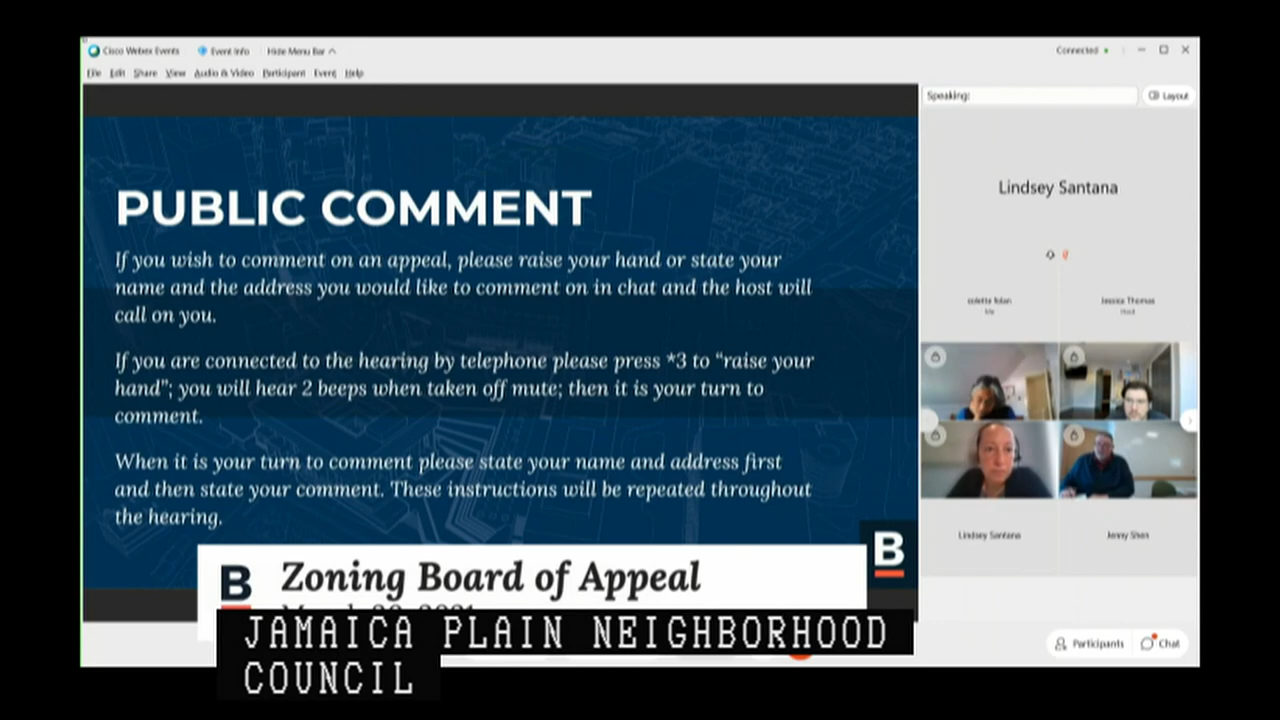 Cisco Webex Events
Event Info
Hide Menu Bar
Connected
File Edit Share View Audio & Video Participant Event Help
Speaking:
Layout
PUBLIC COMMENT
If you wish to comment on an appeal, please raise your hand or state your
name and the address you would like to comment on in chat and the host will
call on you.
If you are connected to the hearing by telephone please press *3 to “raise your
hand”; you will hear 2 beeps when taken off mute; then it is your turn to
comment.
When it is your turn to comment please state your name and address first
and then state your comment. These instructions will be repeated throughout
the hearing.
B
Lindsey Santana
Jessica Thomas
Host
Lindsey Santana
Jenny Shen
B
Zoning Board of Appeal
JAMAICA PLAIN NEIGHBORHOOD
COUNCIL
Participants
Chat